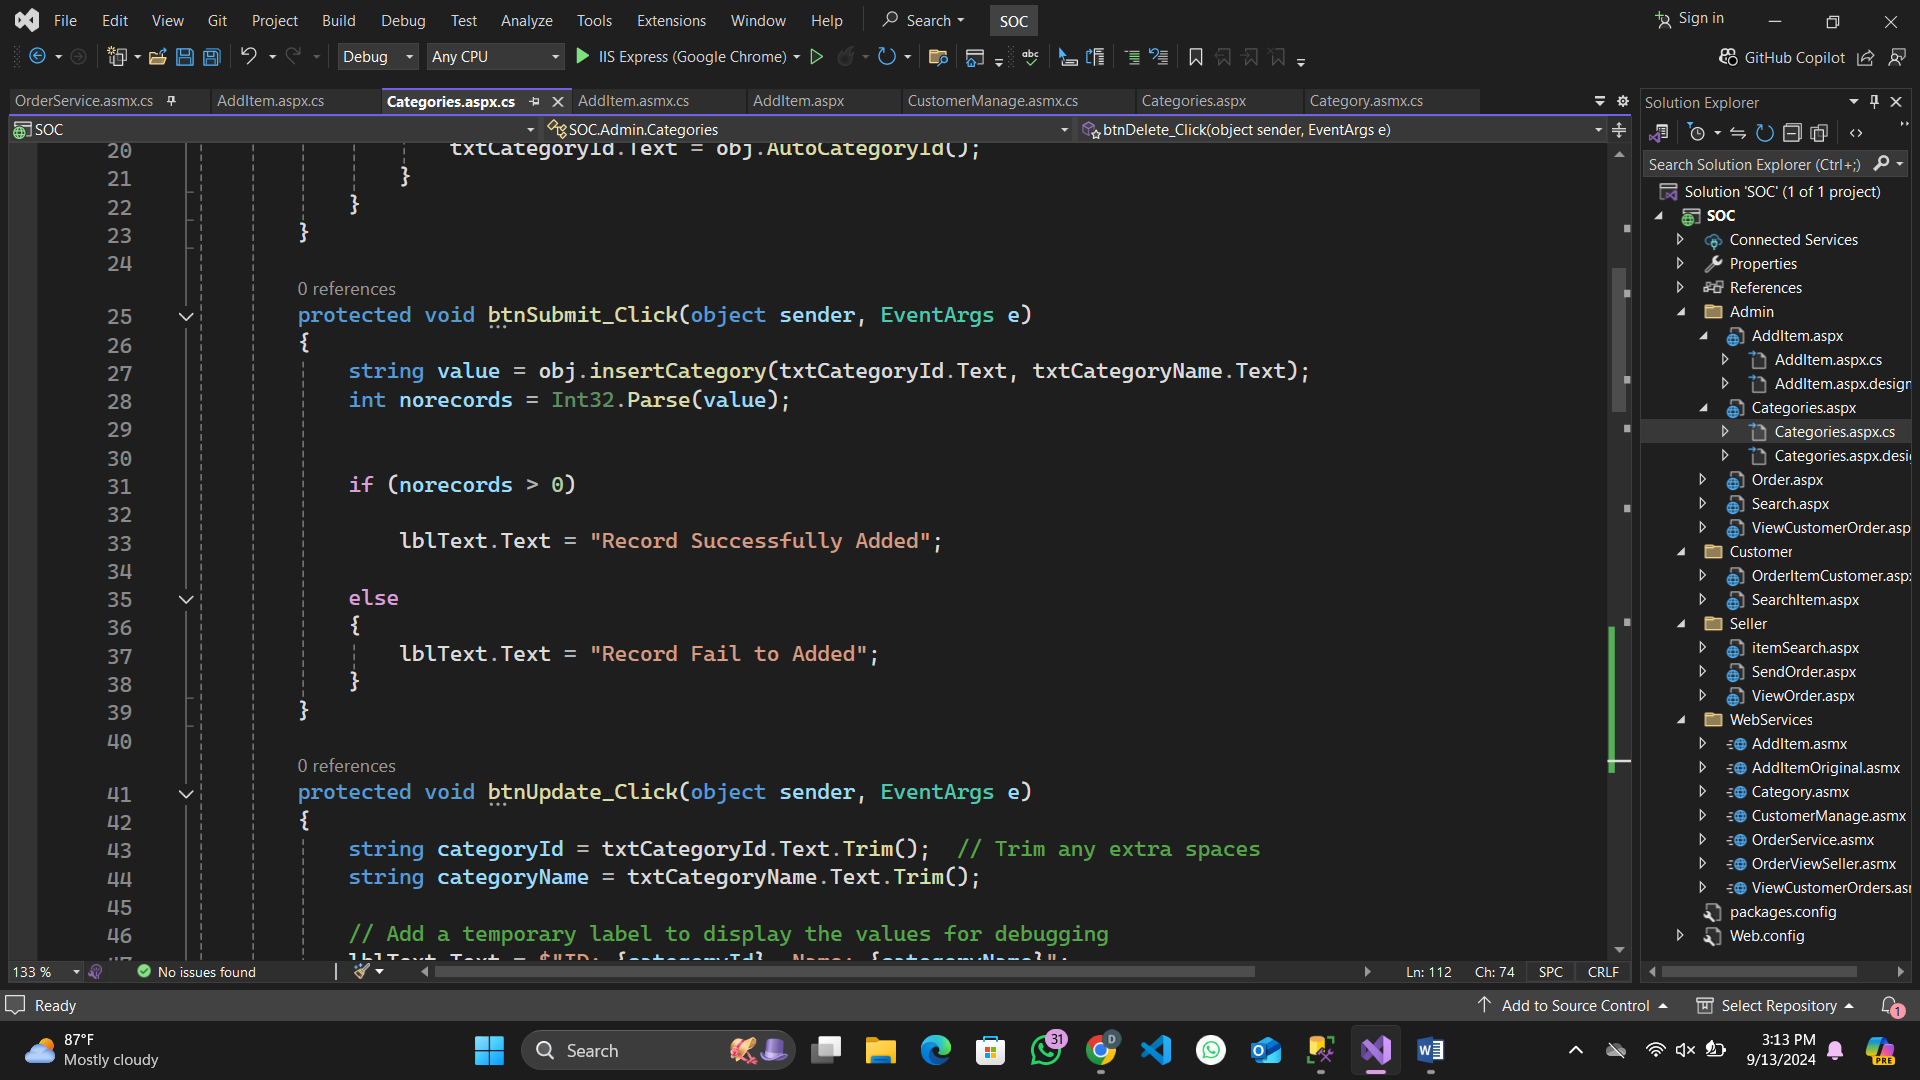 File Edit View Git Project Build Debug Test Analyze Tools Extensions Window Help Search SOC Sign in
Debug Any CPU IIS Express (Google Chrome) GitHub Copilot
OrderService.asmx.cs AddItem.aspx.cs Categories.aspx.cs AddItem.asmx.cs AddItem.aspx CustomerManage.asmx.cs Categories.aspx Category.asmx.cs
SOC SOC.Admin.Categories btnDelete_Click(object sender, EventArgs e)
20 txtCategoryId.Text = obj.AutoCategoryId();
21 }
22 }
23 }
24
0 references
25 protected void btnSubmit_Click(object sender, EventArgs e)
26 {
27 string value = obj.insertCategory(txtCategoryId.Text, txtCategoryName.Text);
28 int norecords = Int32.Parse(value);
29
30
31 if (norecords > 0)
32
33 lblText.Text = "Record Successfully Added";
34
35 else
36 {
37 lblText.Text = "Record Fail to Added";
38 }
39 }
40
0 references
41 protected void btnUpdate_Click(object sender, EventArgs e)
42 {
43 string categoryId = txtCategoryId.Text.Trim(); // Trim any extra spaces
44 string categoryName = txtCategoryName.Text.Trim();
45
46 // Add a temporary label to display the values for debugging
47 lblText.Text = $"ID: {categoryId}, Name: {categoryName}";
133 % No issues found Ln: 112 Ch: 74 SPC CRLF
Solution Explorer
Search Solution Explorer (Ctrl+;)
Solution 'SOC' (1 of 1 project)
SOC
Connected Services
Properties
References
Admin
AddItem.aspx
AddItem.aspx.cs
AddItem.aspx.design
Categories.aspx
Categories.aspx.cs
Categories.aspx.desi
Order.aspx
Search.aspx
ViewCustomerOrder.asp
Customer
OrderItemCustomer.asp
SearchItem.aspx
Seller
itemSearch.aspx
SendOrder.aspx
ViewOrder.aspx
WebServices
AddItem.asmx
AddItemOriginal.asmx
Category.asmx
CustomerManage.asmx
OrderService.asmx
OrderViewSeller.asmx
ViewCustomerOrders.as
packages.config
Web.config
Ready Add to Source Control Select Repository 1
87°F
Mostly cloudy
Search
31
D
PRE
3:13 PM
9/13/2024